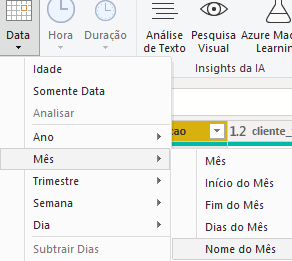 Data
Hora
Duração
Análise
de Texto
Pesquisa
Visual
Azure Ma
Learnin
Insights da IA
Idade
Somente Data
Analisar
Ano
Mês
Trimestre
Semana
Dia
Subtrair Dias
cao
1.2 cliente_
Mês
Início do Mês
Fim do Mês
Dias do Mês
Nome do Mês